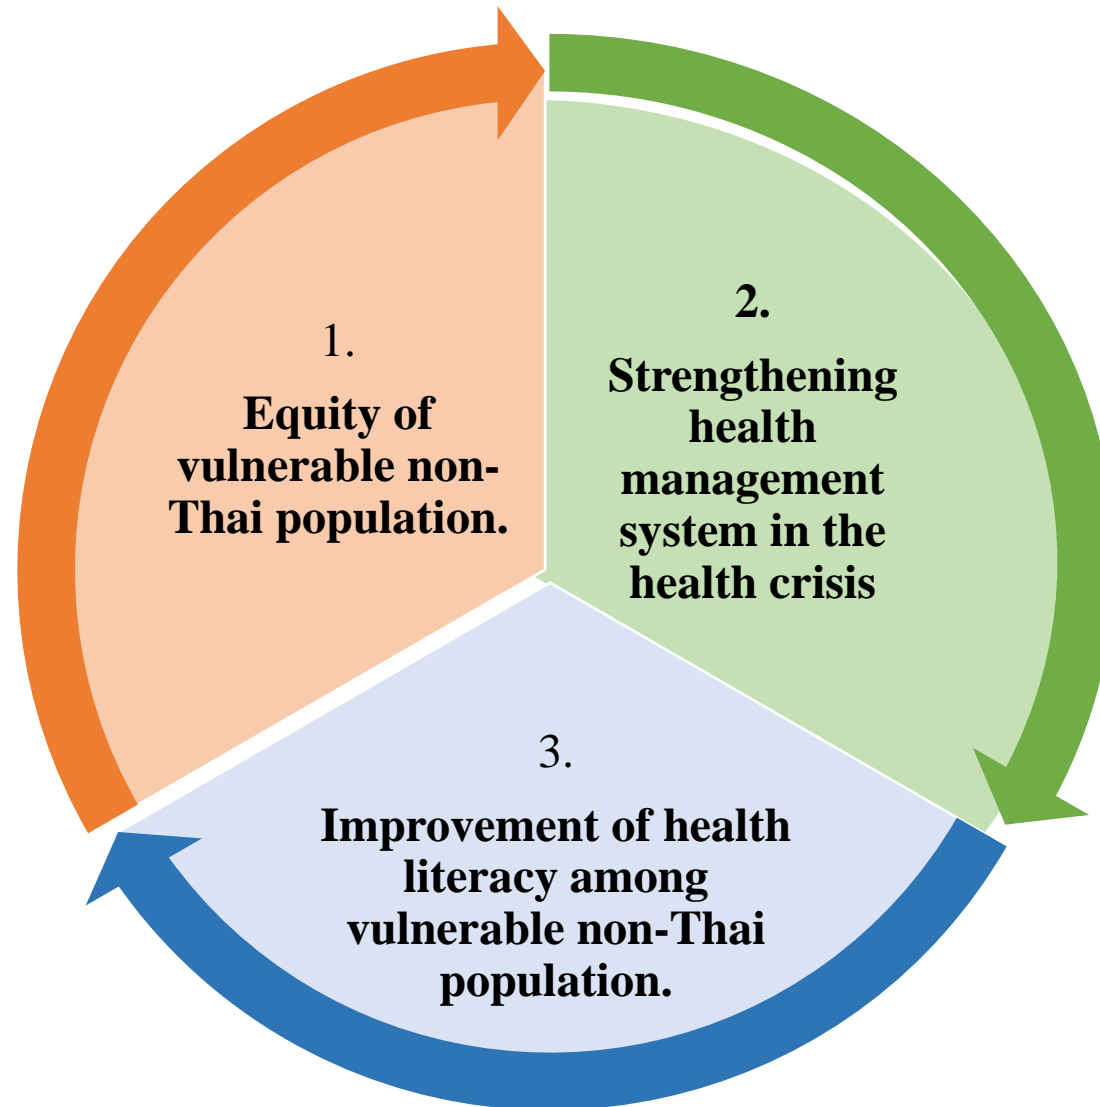 1.
Equity of
vulnerable non-
Thai population.
2.
Strengthening
health
management
system in the
health crisis
3.
Improvement of health
literacy among
vulnerable non-Thai
population.